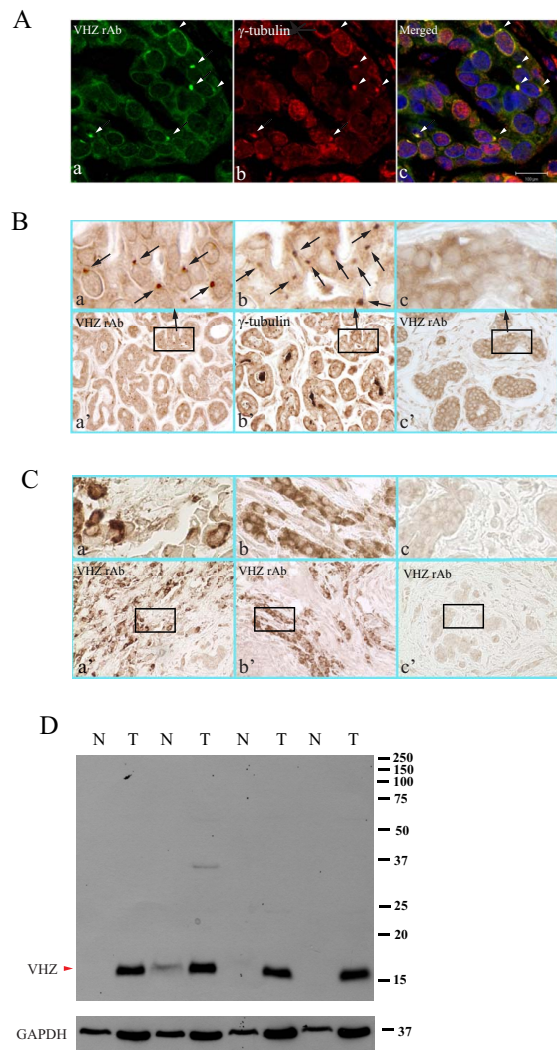 A
VHZ rAb
γ-tubulin
Merged
a
b
c
B
a
b
c
VHZ rAb
γ-tubulin
VHZ rAb
a'
b'
c'
C
a
b
c
VHZ rAb
VHZ rAb
VHZ rAb
a'
b'
c'
D
N T N T N T N T
250
150
100
75
50
37
25
20
VHZ
15
GAPDH
37